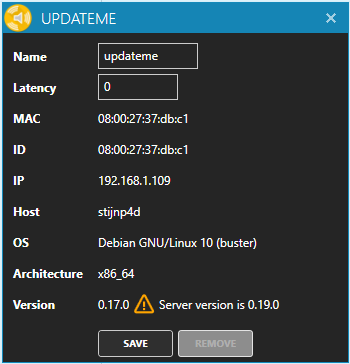 UPDATEME
Name updateme
Latency 0
MAC 08:00:27:37:db:c1
ID 08:00:27:37:db:c1
IP 192.168.1.109
Host stijnp4d
OS Debian GNU/Linux 10 (buster)
Architecture x86_64
Version 0.17.0 Server version is 0.19.0
SAVE REMOVE